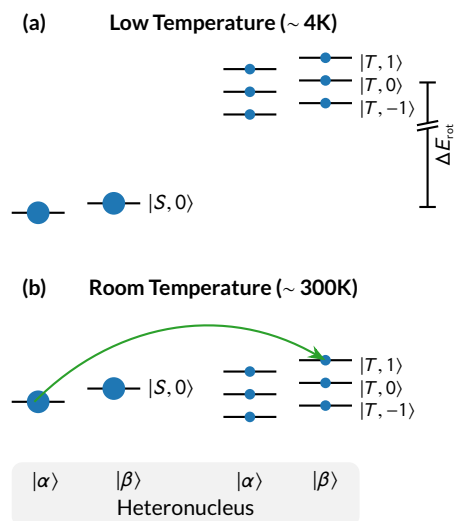 (a) Low Temperature (~ 4K)
|T, 1⟩
|T, 0⟩
|T, −1⟩
ΔE_rot
|S, 0⟩
(b) Room Temperature (~ 300K)
|T, 1⟩
|S, 0⟩
|T, 0⟩
|T, −1⟩
|α⟩ |β⟩ |α⟩ |β⟩
Heteronucleus